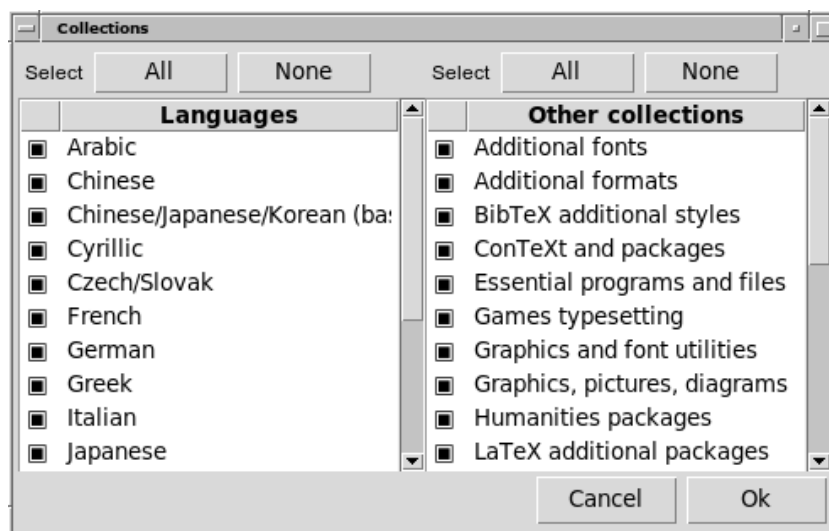 Collections
Select All None Select All None
Languages
Arabic
Chinese
Chinese/Japanese/Korean (bas
Cyrillic
Czech/Slovak
French
German
Greek
Italian
Japanese
Other collections
Additional fonts
Additional formats
BibTeX additional styles
ConTeXt and packages
Essential programs and files
Games typesetting
Graphics and font utilities
Graphics, pictures, diagrams
Humanities packages
LaTeX additional packages
Cancel Ok